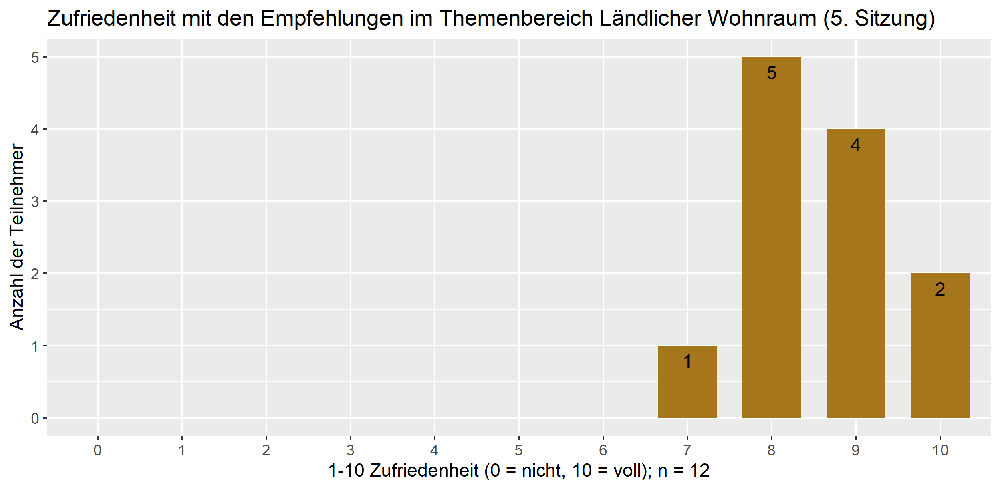 Zufriedenheit mit den Empfehlungen im Themenbereich Ländlicher Wohnraum (5. Sitzung)
Anzahl der Teilnehmer
5
4
3
2
1
0
5
4
2
1
0 1 2 3 4 5 6 7 8 9 10
1-10 Zufriedenheit (0 = nicht, 10 = voll); n = 12